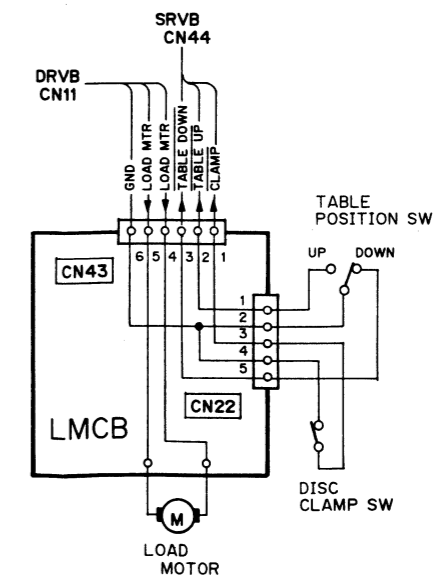 SRVB
CN44
DRVB
CN11
GND
LOAD MTR
LOAD MTR
TABLE DOWN
TABLE UP
CLAMP
TABLE
POSITION SW
UP
DOWN
6 5 4 3 2 1
CN43
1
2
3
4
5
CN22
LMCB
DISC
CLAMP SW
M
LOAD
MOTOR